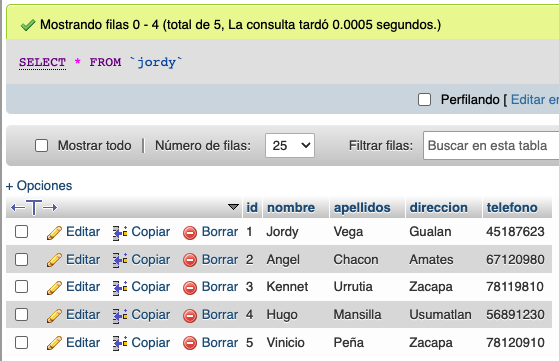 Mostrando filas 0 - 4 (total de 5, La consulta tardó 0.0005 segundos.)
SELECT * FROM `jordy`
Perfilando [ Editar en
Mostrar todo | Número de filas: 25 Filtrar filas: Buscar en esta tabla
+ Opciones
←T→ id nombre apellidos direccion telefono
Editar Copiar Borrar 1 Jordy Vega Gualan 45187623
Editar Copiar Borrar 2 Angel Chacon Amates 67120980
Editar Copiar Borrar 3 Kennet Urrutia Zacapa 78119810
Editar Copiar Borrar 4 Hugo Mansilla Usumatlan 56891230
Editar Copiar Borrar 5 Vinicio Peña Zacapa 78120910